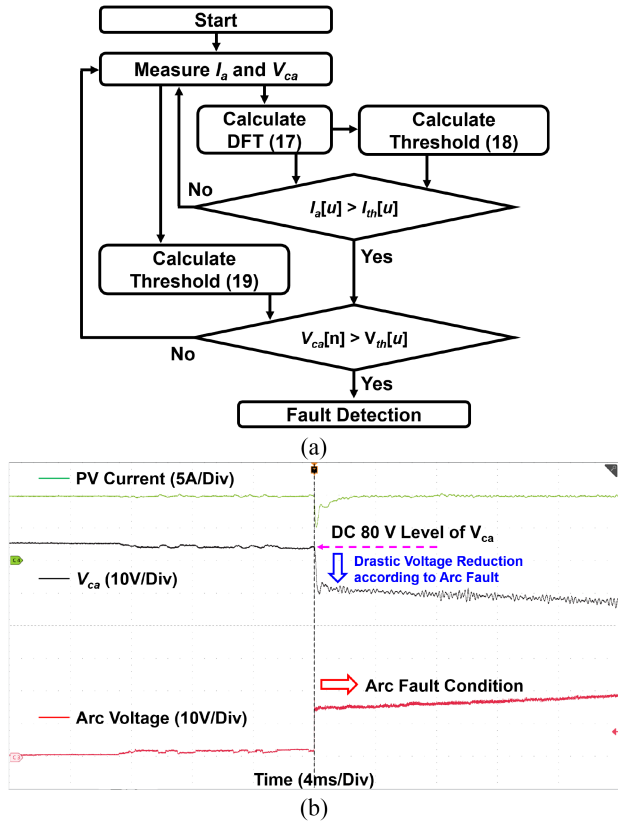 Start
Measure Ia and Vca
Calculate
DFT (17)
Calculate
Threshold (18)
No
Ia[u] > Ith[u]
Yes
Calculate
Threshold (19)
Vca[n] > Vth[u]
No
Yes
Fault Detection
(a)
PV Current (5A/Div)
DC 80 V Level of Vca
Drastic Voltage Reduction
according to Arc Fault
Vca (10V/Div)
Arc Fault Condition
Arc Voltage (10V/Div)
Time (4ms/Div)
(b)